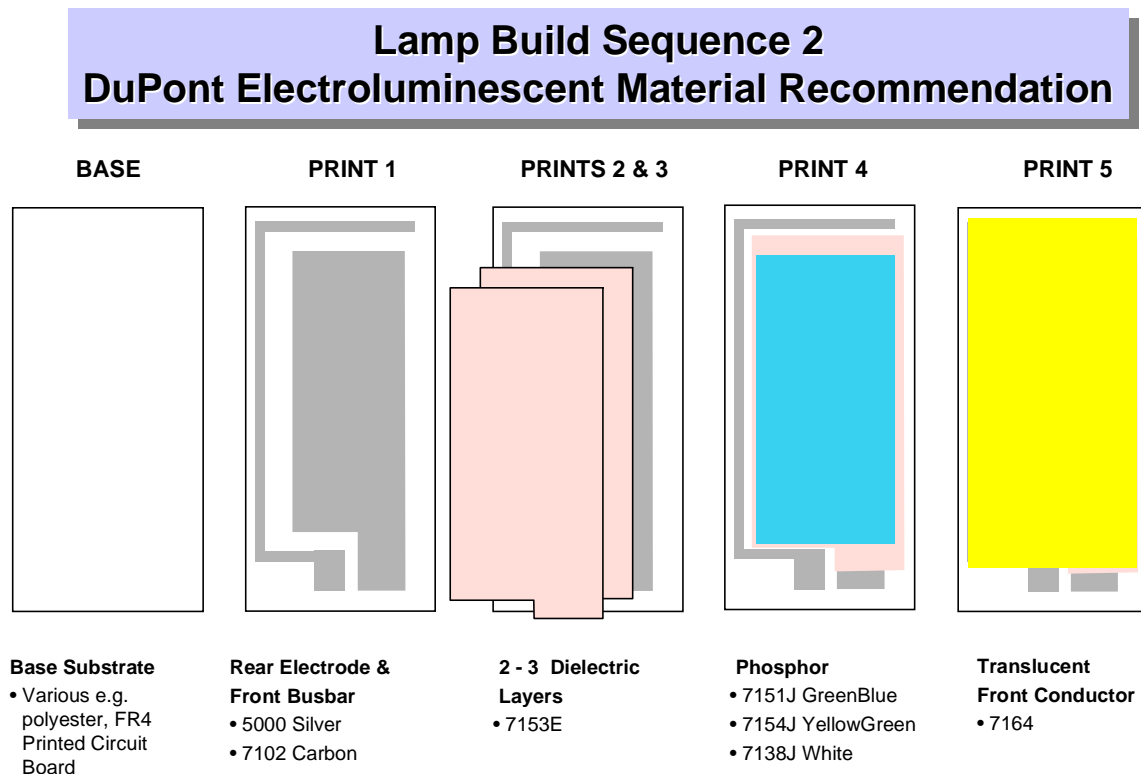 Lamp Build Sequence 2
DuPont Electroluminescent Material Recommendation
BASE
PRINT 1
PRINTS 2 & 3
PRINT 4
PRINT 5
Base Substrate
• Various e.g.
polyester, FR4
Printed Circuit
Board
Rear Electrode &
Front Busbar
• 5000 Silver
• 7102 Carbon
2 - 3 Dielectric
Layers
• 7153E
Phosphor
• 7151J GreenBlue
• 7154J YellowGreen
• 7138J White
Translucent
Front Conductor
• 7164